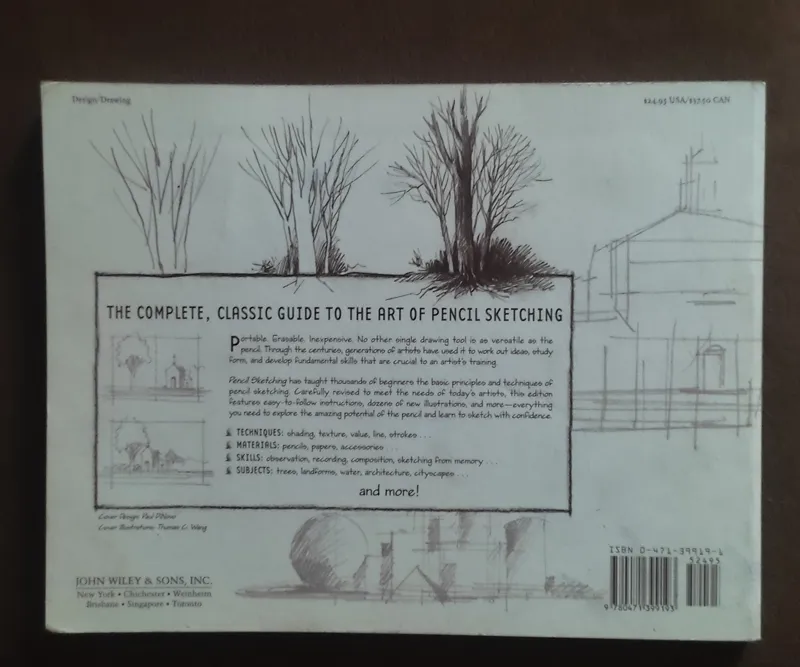 Design/Drawing
$24.95 USA/$37.50 CAN
THE COMPLETE, CLASSIC GUIDE TO THE ART OF PENCIL SKETCHING
Portable. Erasable. Inexpensive. No other single drawing tool is as versatile as the
pencil. Through the centuries, generations of artists have used it to work out ideas, study
form, and develop fundamental skills that are crucial to an artist's training.
Pencil Sketching has taught thousands of beginners the basic principles and techniques of
pencil sketching. Carefully revised to meet the needs of today's artists, this edition
features easy-to-follow instructions, dozens of new illustrations, and more—everything
you need to explore the amazing potential of the pencil and learn to sketch with confidence.
TECHNIQUES: shading, texture, value, line, strokes . . .
MATERIALS: pencils, papers, accessories . . .
SKILLS: observation, recording, composition, sketching from memory . . .
SUBJECTS: trees, landforms, water, architecture, cityscapes . . .
and more!
Cover Design: Paul
Cover Illustrations: Thomas C. Wang
JOHN WILEY & SONS, INC.
New York • Chichester • Weinheim
Brisbane • Singapore • Toronto
ISBN 0-471-39919-1
52495
9 780471 399193